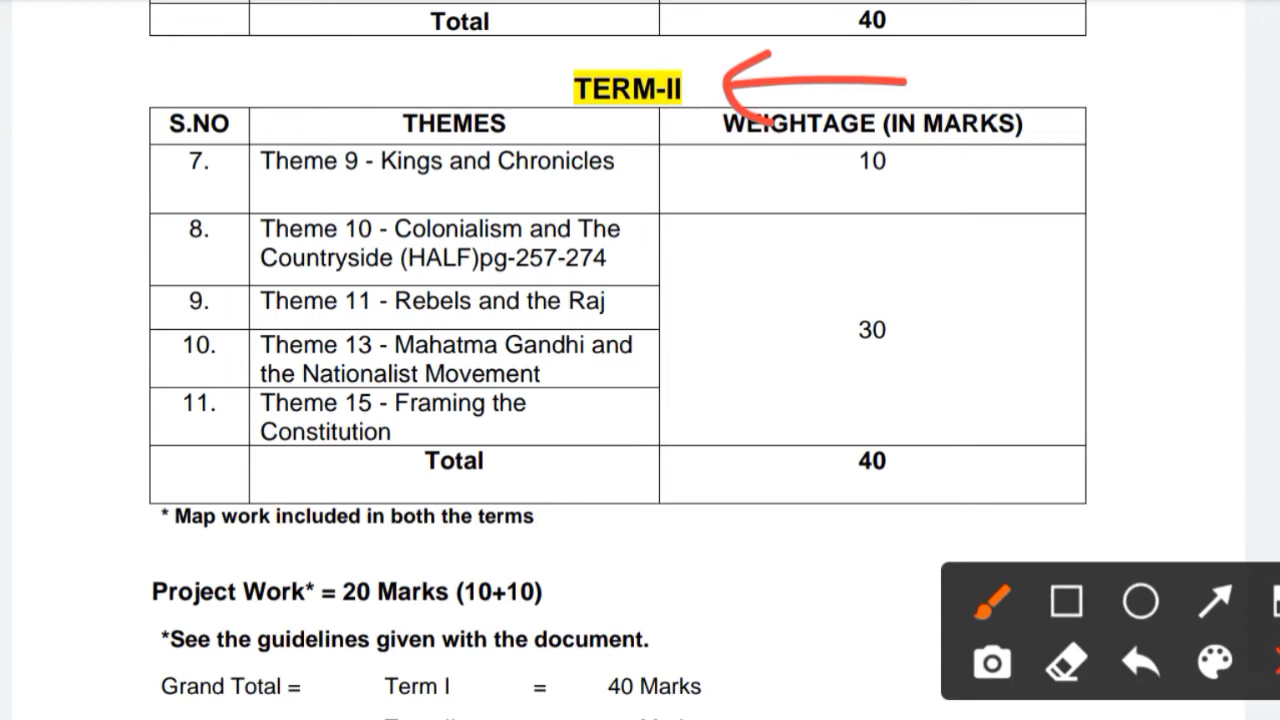 Total 40
TERM-II
S.NO THEMES WEIGHTAGE (IN MARKS)
7. Theme 9 - Kings and Chronicles 10
8. Theme 10 - Colonialism and The
Countryside (HALF)pg-257-274
9. Theme 11 - Rebels and the Raj
30
10. Theme 13 - Mahatma Gandhi and
the Nationalist Movement
11. Theme 15 - Framing the
Constitution
Total 40
* Map work included in both the terms
Project Work* = 20 Marks (10+10)
*See the guidelines given with the document.
Grand Total = Term I = 40 Marks